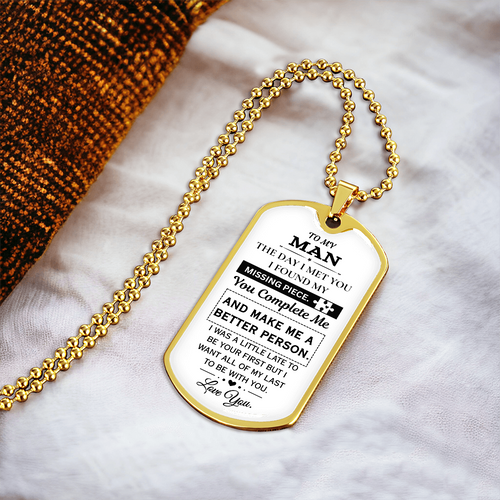 TO MY
MAN
THE DAY I MET YOU
I FOUND MY
MISSING PIECE.
You Complete Me
AND MAKE ME A
BETTER PERSON.
I WAS A LITTLE LATE TO
BE YOUR FIRST BUT I
WANT ALL OF MY LAST
TO BE WITH YOU.
Love You.